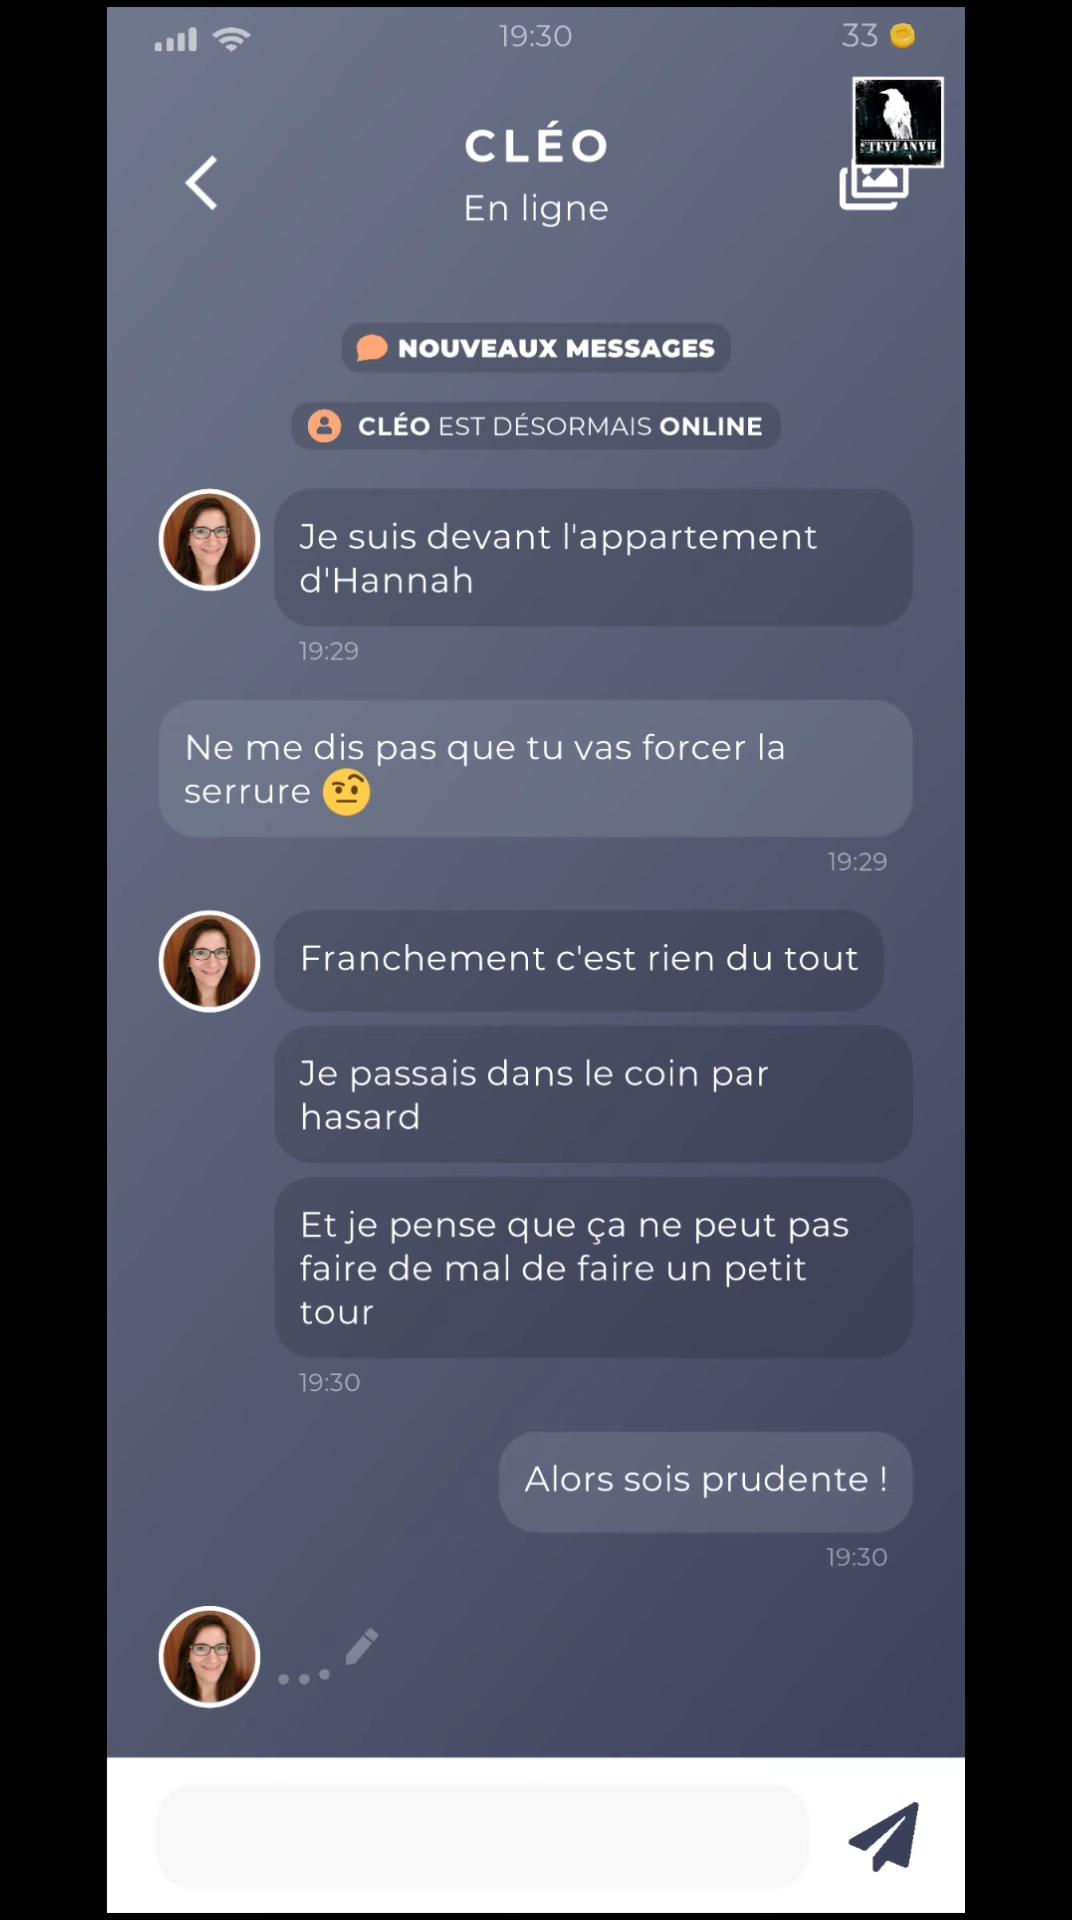 19:30
33
STEYFANYH
CLÉO
En ligne
NOUVEAUX MESSAGES
CLÉO EST DÉSORMAIS ONLINE
Je suis devant l'appartement
d'Hannah
19:29
Ne me dis pas que tu vas forcer la
serrure 🤨
19:29
Franchement c'est rien du tout
Je passais dans le coin par
hasard
Et je pense que ça ne peut pas
faire de mal de faire un petit
tour
19:30
Alors sois prudente !
19:30